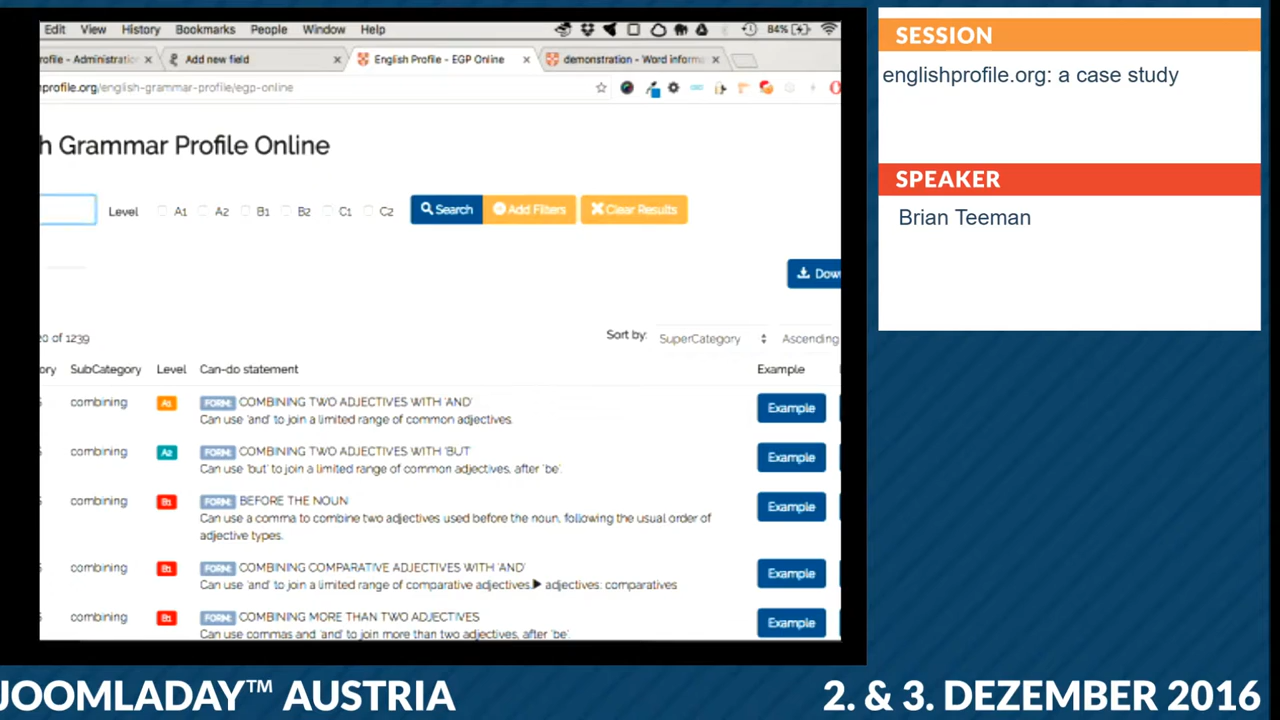 Edit View History Bookmarks People Window Help 84%
rofile - Administratio × Add new field × English Profile - EGP Online × demonstration - Word inform ×
profile.org/english-grammar-profile/egp-online
h Grammar Profile Online
Level A1 A2 B1 B2 C1 C2 Search Add Filters Clear Results
Dow
of 1239 Sort by: SuperCategory Ascending
ory SubCategory Level Can-do statement Example
combining A1 FORM: COMBINING TWO ADJECTIVES WITH 'AND' Example
Can use 'and' to join a limited range of common adjectives.
combining A2 FORM: COMBINING TWO ADJECTIVES WITH 'BUT' Example
Can use 'but' to join a limited range of common adjectives, after 'be'.
combining B1 FORM: BEFORE THE NOUN Example
Can use a comma to combine two adjectives used before the noun, following the usual order of
adjective types.
combining B1 FORM: COMBINING COMPARATIVE ADJECTIVES WITH 'AND' Example
Can use 'and' to join a limited range of comparative adjectives.► adjectives: comparatives
combining B1 FORM: COMBINING MORE THAN TWO ADJECTIVES Example
Can use commas and 'and' to join more than two adjectives, after 'be'.
SESSION
englishprofile.org: a case study
SPEAKER
Brian Teeman
JOOMLADAY™ AUSTRIA 2. & 3. DEZEMBER 2016